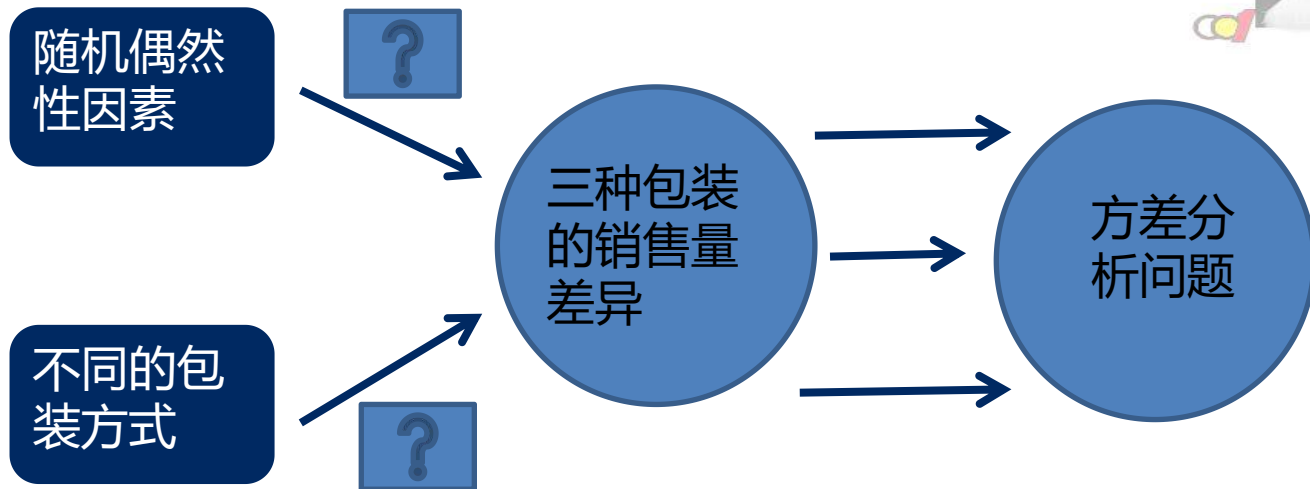 随机偶然
性因素
?
三种包装
的销售量
差异
方差分
析问题
不同的包
装方式
?